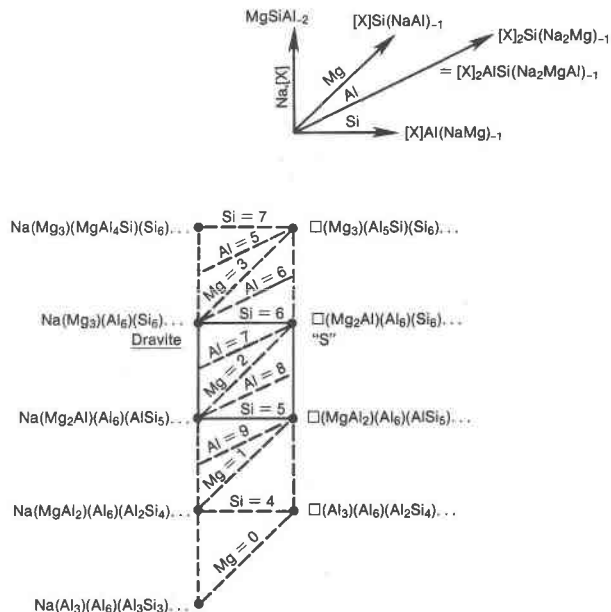 MgSiAl₋₂
[X]Si(NaAl)₋₁
[X]₂Si(Na₂Mg)₋₁
= [X]₂AlSi(Na₂MgAl)₋₁
Na,[X]
Mg
Al
Si
[X]Al(NaMg)₋₁
Na(Mg₃)(MgAl₄Si)(Si₆)...
Si = 7
□(Mg₃)(Al₅Si)(Si₆)...
Al = 5
Mg = 3
Al = 6
Na(Mg₃)(Al₆)(Si₆)...
Si = 6
□(Mg₂Al)(Al₆)(Si₆)...
Dravite
"S"
Al = 7
Mg = 2
Al = 8
Na(Mg₂Al)(Al₆)(AlSi₅)...
Si = 5
□(MgAl₂)(Al₆)(AlSi₅)...
Al = 9
Mg = 1
Na(MgAl₂)(Al₆)(Al₂Si₄)...
Si = 4
□(Al₃)(Al₆)(Al₂Si₄)...
Mg = 0
Na(Al₃)(Al₆)(Al₃Si₃)...